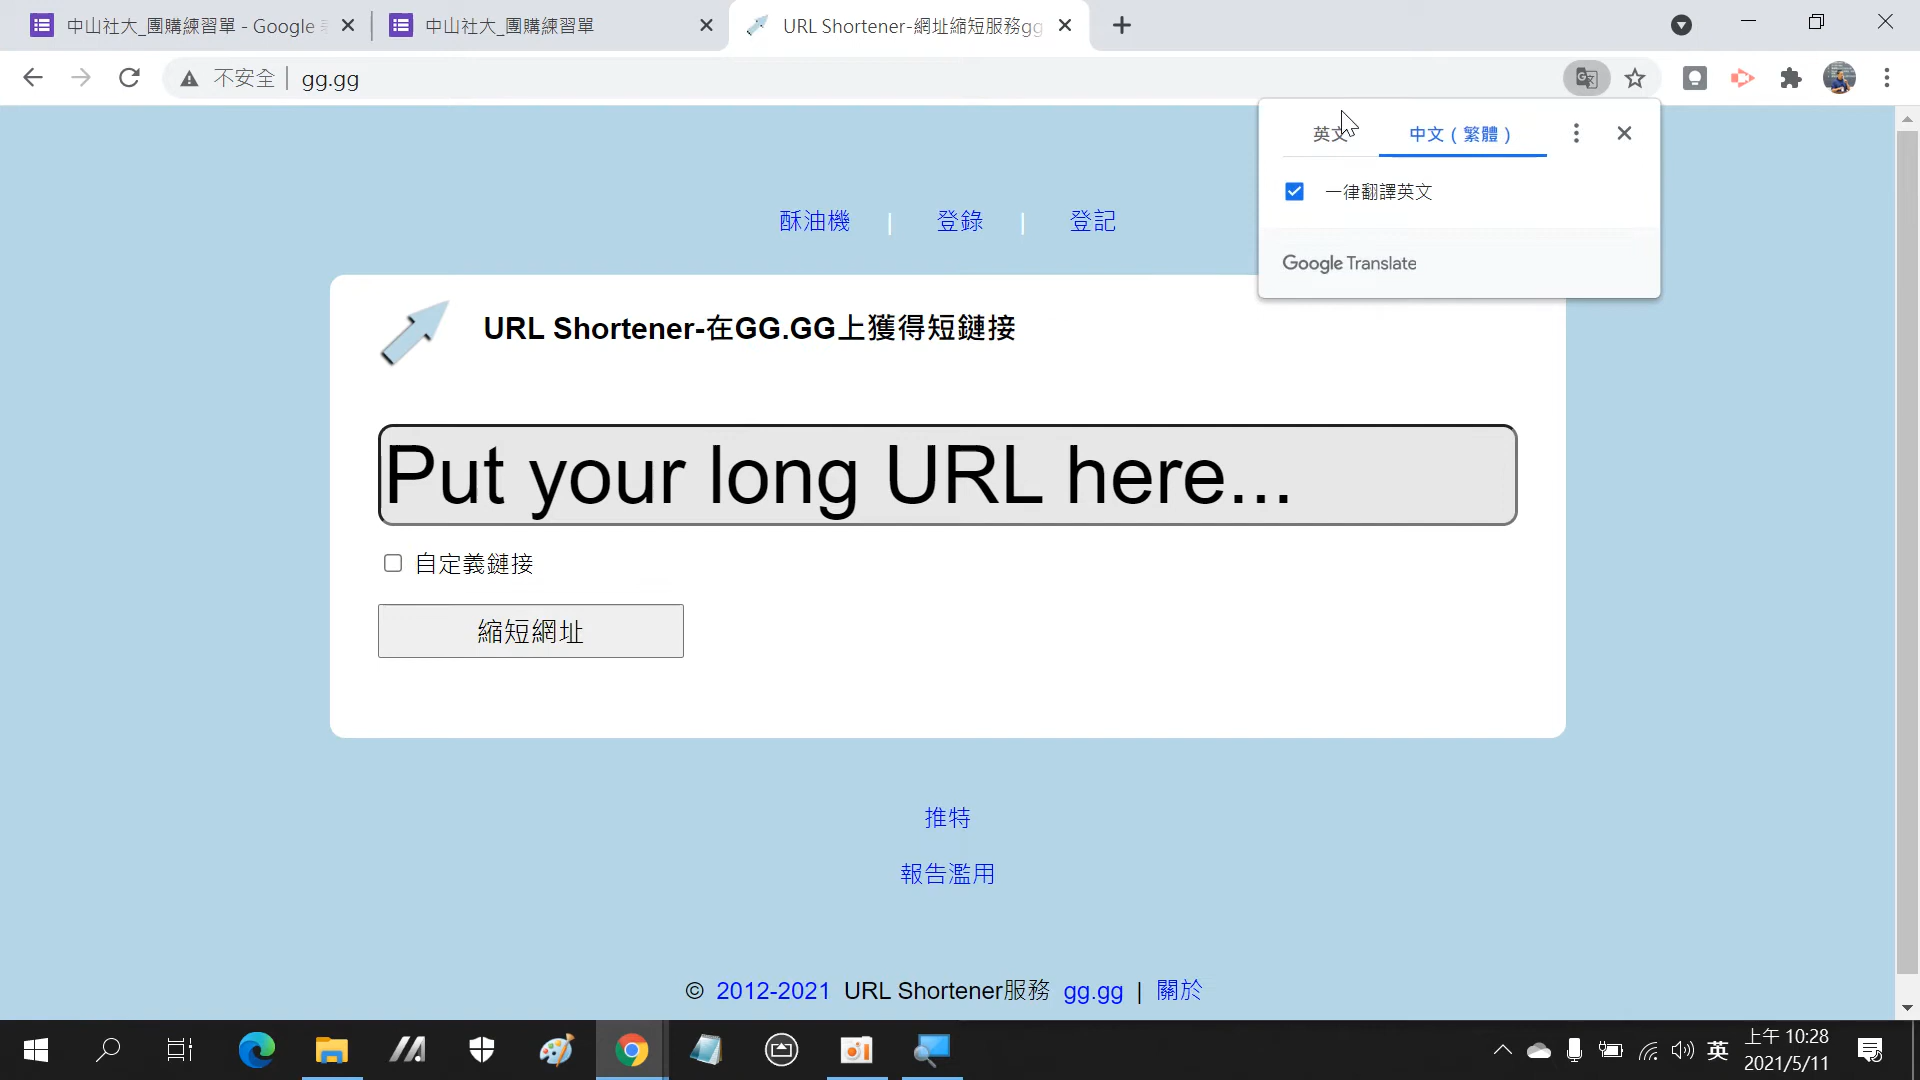 中山社大_團購練習單 - Google
中山社大_團購練習單
URL Shortener-網址縮短服務gg
不安全
gg.gg
英文
中文（繁體）
一律翻譯英文
Google Translate
酥油機 | 登錄 | 登記
URL Shortener-在GG.GG上獲得短鏈接
Put your long URL here...
自定義鏈接
縮短網址
推特
報告濫用
© 2012-2021 URL Shortener服務 gg.gg | 關於
英
上午 10:28
2021/5/11